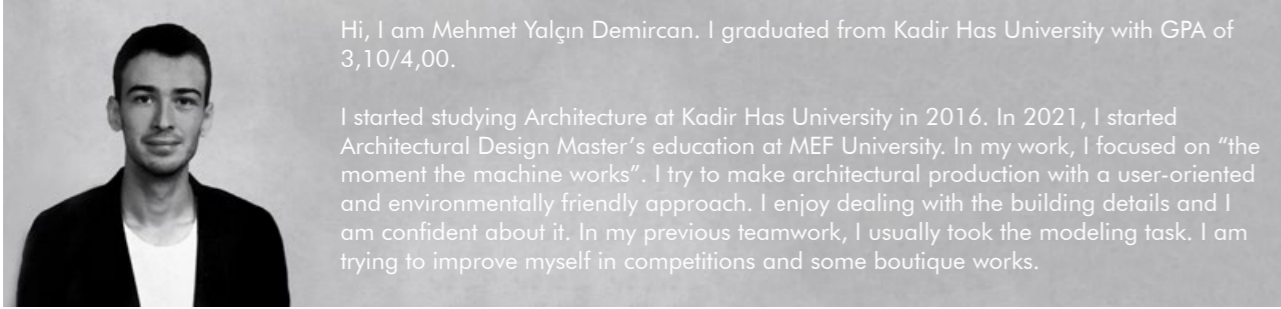 Hi, I am Mehmet Yalçın Demircan. I graduated from Kadir Has University with GPA of
3,10/4,00.
I started studying Architecture at Kadir Has University in 2016. In 2021, I started
Architectural Design Master’s education at MEF University. In my work, I focused on “the
moment the machine works”. I try to make architectural production with a user-oriented
and environmentally friendly approach. I enjoy dealing with the building details and I
am confident about it. In my previous teamwork, I usually took the modeling task. I am
trying to improve myself in competitions and some boutique works.